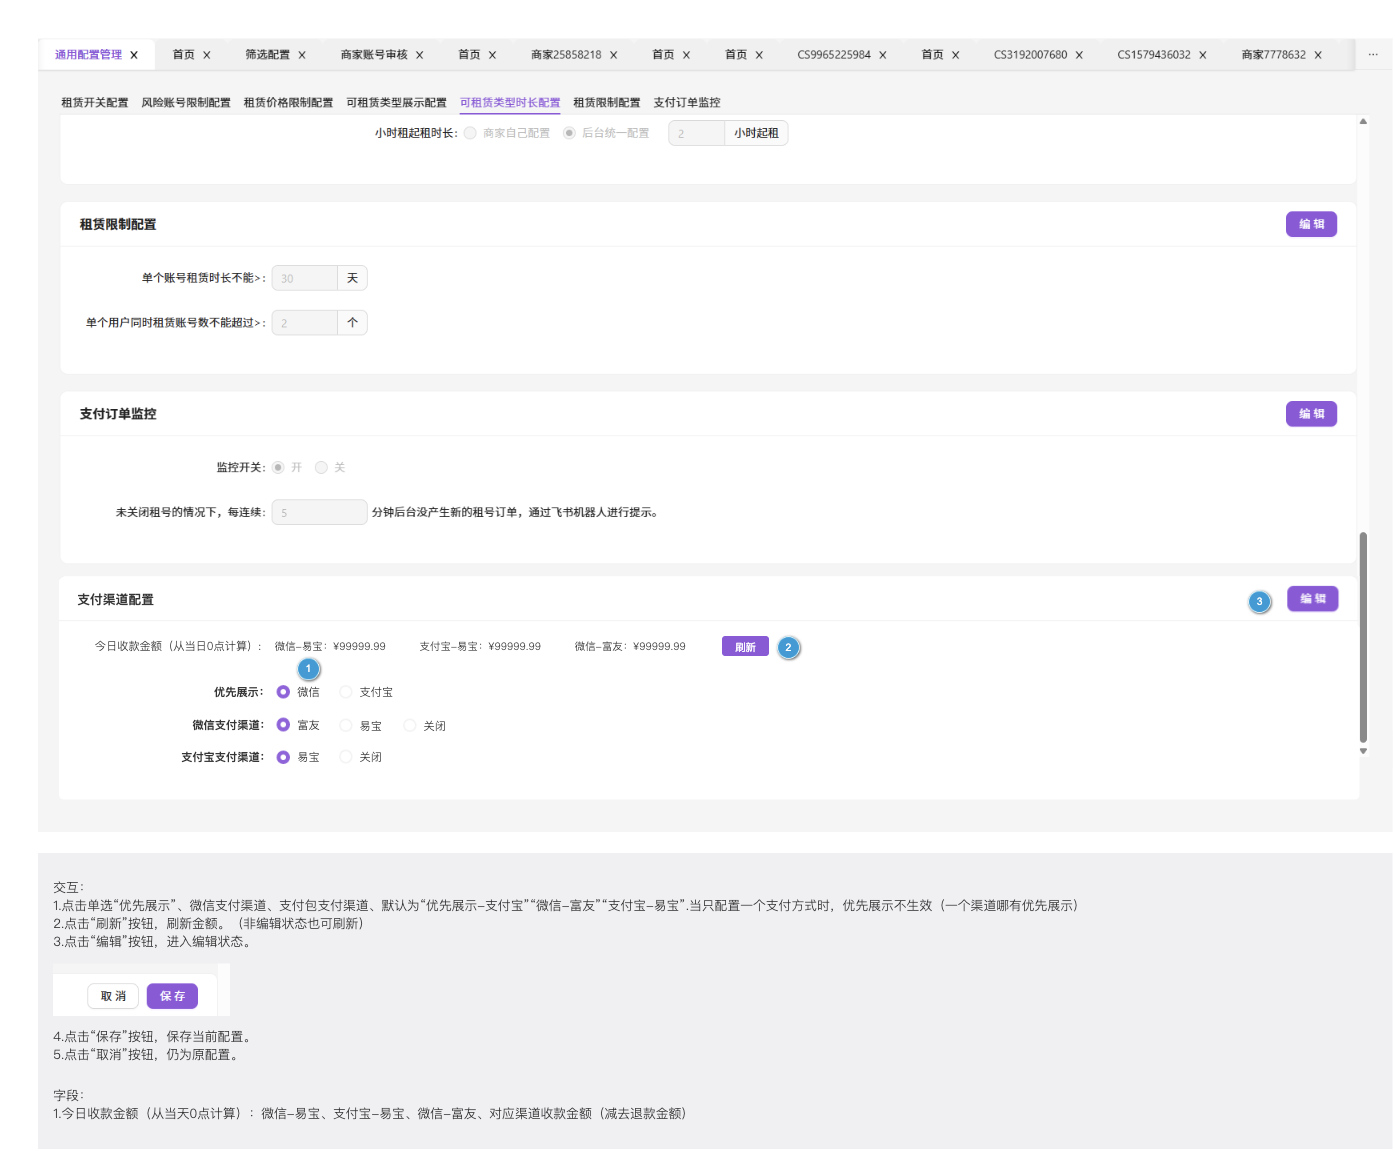 通用配置管理 X 首页 X 筛选配置 X 商家账号审核 X 首页 X 商家25858218 X 首页 X 首页 X CS9965225984 X 首页 X CS3192007680 X CS1579436032 X 商家7778632 X ...
租赁开关配置 风险账号限制配置 租赁价格限制配置 可租赁类型展示配置 可租赁类型时长配置 租赁限制配置 支付订单监控
小时租起租时长: 商家自己配置 后台统一配置 2 小时起租
租赁限制配置 编辑
单个账号租赁时长不能>: 30 天
单个用户同时租赁账号数不能超过>: 2 个
支付订单监控 编辑
监控开关: 开 关
未关闭租号的情况下，每连续: 5 分钟后台没产生新的租号订单，通过飞书机器人进行提示。
支付渠道配置 3 编辑
今日收款金额（从当日0点计算）: 微信-易宝: ¥99999.99 支付宝-易宝: ¥99999.99 微信-富友: ¥99999.99 刷新 2
1
优先展示: 微信 支付宝
微信支付渠道: 富友 易宝 关闭
支付宝支付渠道: 易宝 关闭
交互:
1.点击单选“优先展示”、微信支付渠道、支付包支付渠道、默认为“优先展示-支付宝”“微信-富友”“支付宝-易宝”.当只配置一个支付方式时，优先展示不生效（一个渠道哪有优先展示）
2.点击“刷新”按钮，刷新金额。（非编辑状态也可刷新）
3.点击“编辑”按钮，进入编辑状态。
取消 保存
4.点击“保存”按钮，保存当前配置。
5.点击“取消”按钮，仍为原配置。
字段:
1.今日收款金额（从当天0点计算）: 微信-易宝、支付宝-易宝、微信-富友、对应渠道收款金额（减去退款金额）